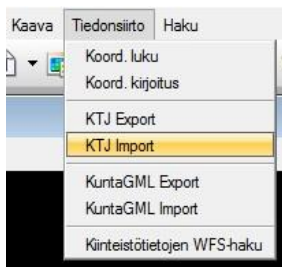 Kaava Tiedonsiirto Haku
Koord. luku
Koord. kirjoitus
KTJ Export
KTJ Import
KuntaGML Export
KuntaGML Import
Kiinteistötietojen WFS-haku